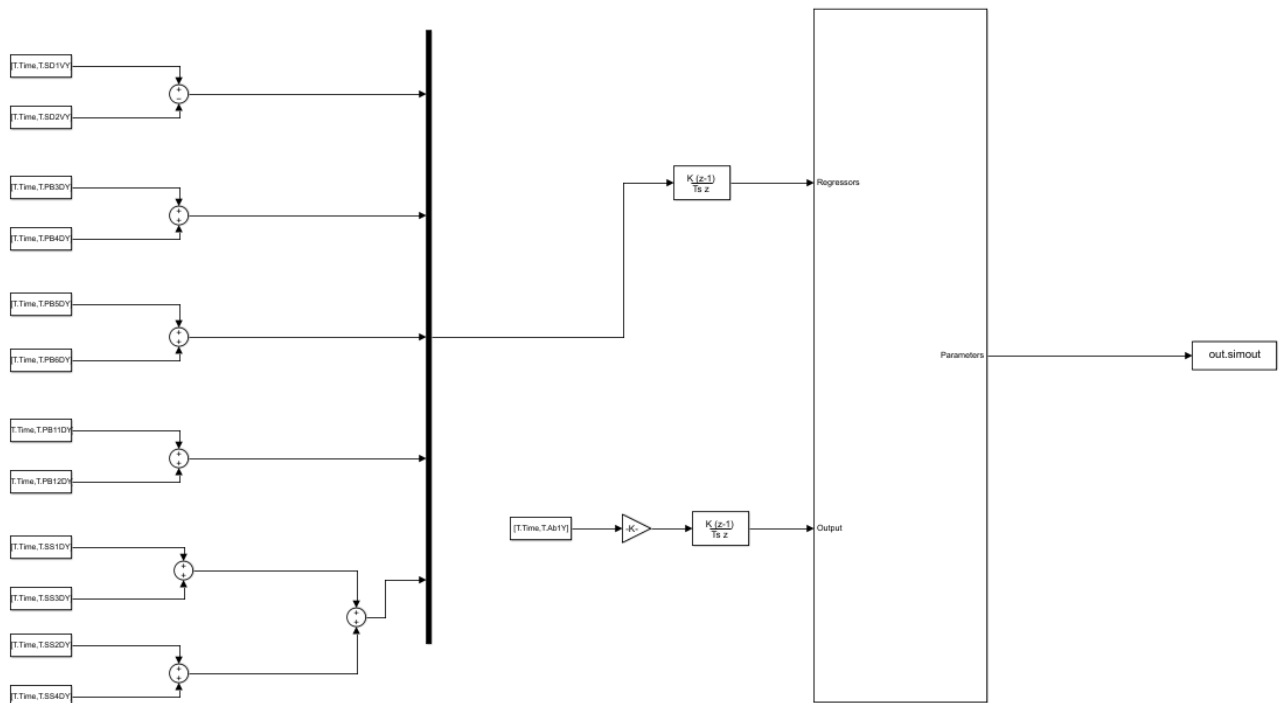 [T.Time,T.SD1VY
+
−
[T.Time,T.SD2VY
[T.Time,T.PB3DY
+
+
[T.Time,T.PB4DY
K (z-1)
Ts z
Regressors
[T.Time,T.PB5DY
+
+
[T.Time,T.PB6DY
Parameters
out.simout
T.Time,T.PB11DY
+
+
T.Time,T.PB12DY
[T.Time,T.Ab1Y]
-K-
K (z-1)
Ts z
Output
[T.Time,T.SS1DY
+
+
[T.Time,T.SS3DY
+
+
[T.Time,T.SS2DY
+
+
[T.Time,T.SS4DY